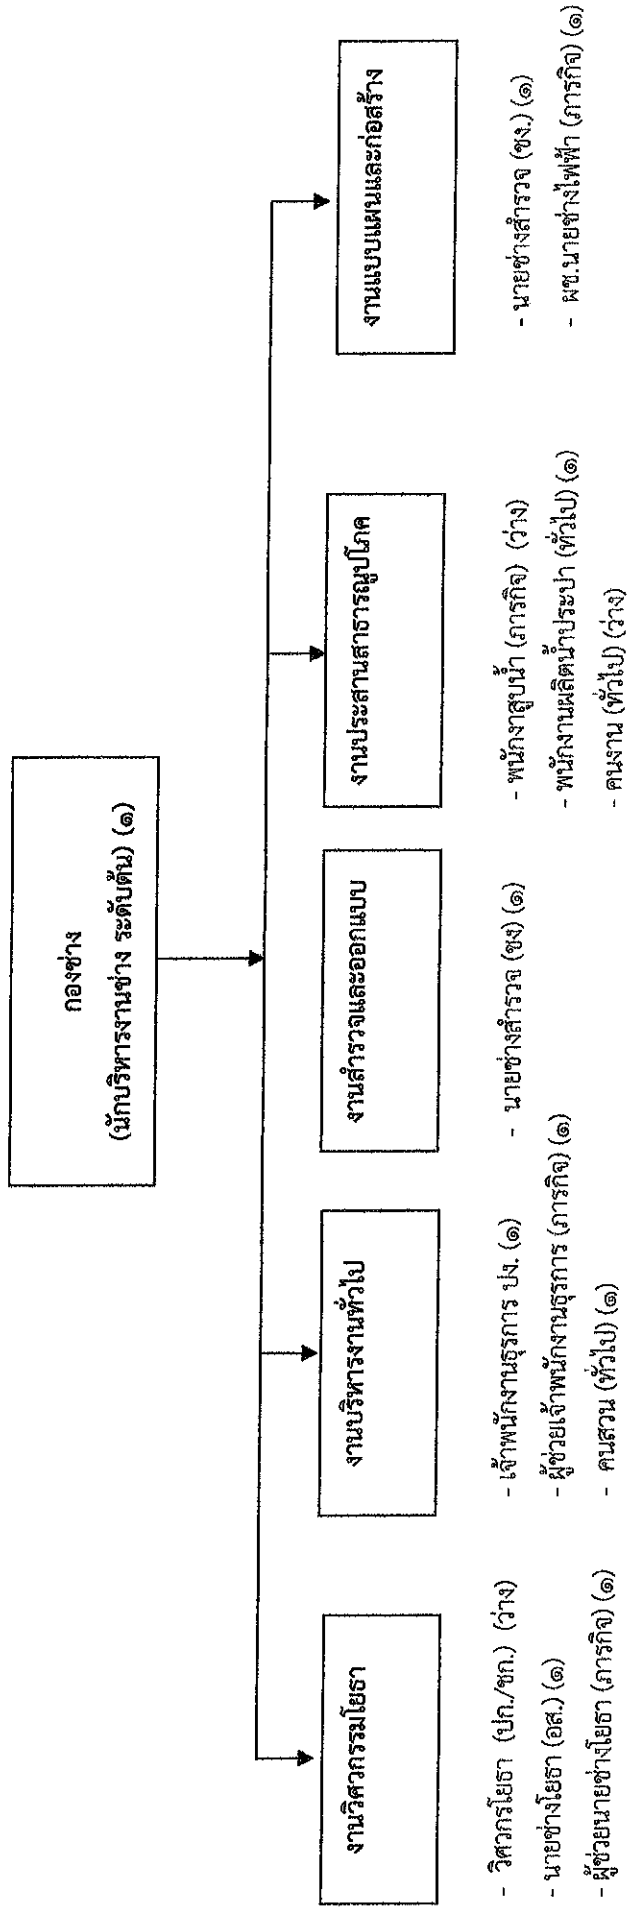 กองช่าง
(นักบริหารงานช่าง ระดับต้น) (๑)
งานวิศวกรรมโยธา
- วิศวกรโยธา (ปก./ชก.) (ว่าง)
- นายช่างโยธา (อส.) (๑)
- ผู้ช่วยนายช่างโยธา (ภารกิจ) (๑)
งานบริหารงานทั่วไป
- เจ้าพนักงานธุรการ ปง. (๑)
- ผู้ช่วยเจ้าพนักงานธุรการ (ภารกิจ) (๑)
- คนสวน (ทั่วไป) (๑)
งานสำรวจและออกแบบ
- นายช่างสำรวจ (ชง) (๑)
งานประสานสาธารณูปโภค
- พนักงาสูบน้ำ (ภารกิจ) (ว่าง)
- พนักงานผลิตน้ำประปา (ทั่วไป) (๑)
- คนงาน (ทั่วไป) (ว่าง)
งานแบบแผนและก่อสร้าง
- นายช่างสำรวจ (ชง.) (๑)
- ผช.นายช่างไฟฟ้า (ภารกิจ) (๑)